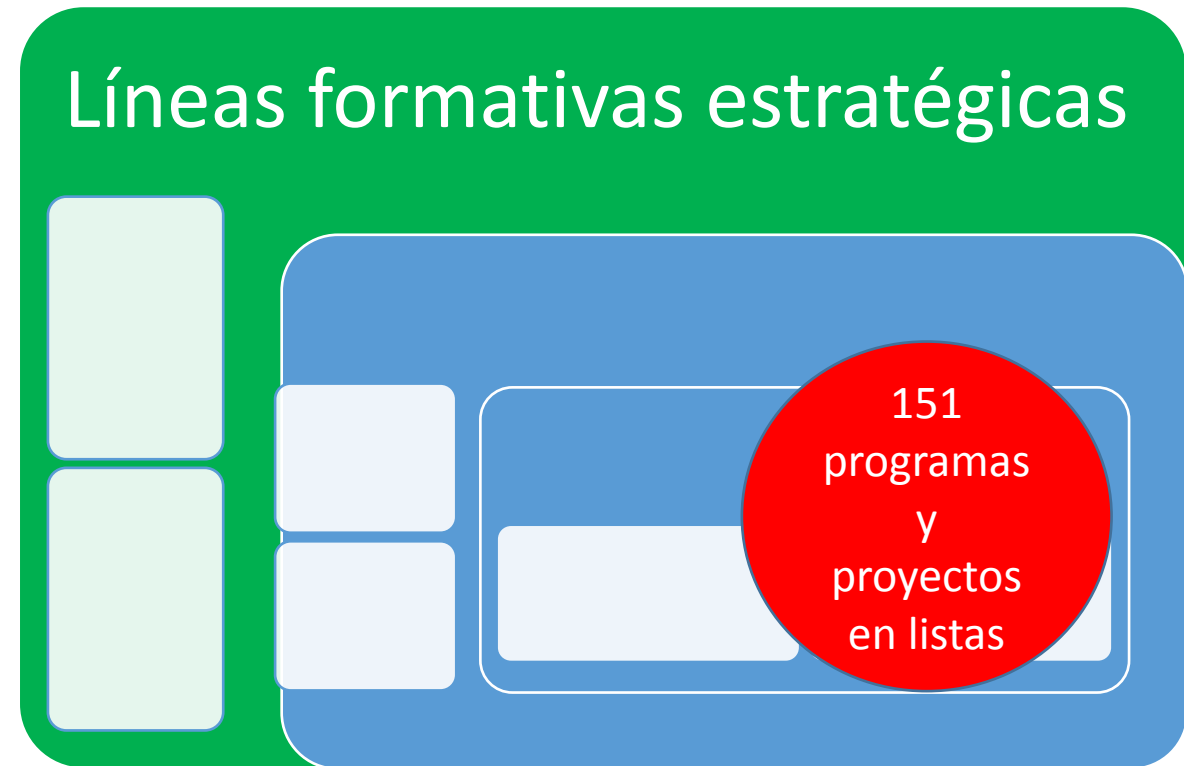 Líneas formativas estratégicas
151
programas
y
proyectos
en listas